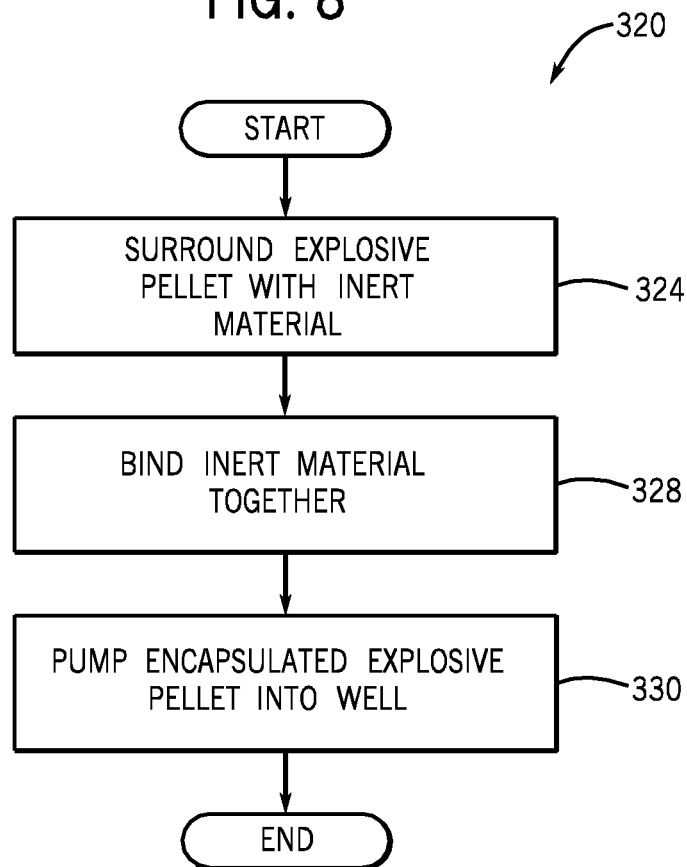 FIG. 8
320
START
SURROUND EXPLOSIVE
PELLET WITH INERT
MATERIAL
324
BIND INERT MATERIAL
TOGETHER
328
PUMP ENCAPSULATED EXPLOSIVE
PELLET INTO WELL
330
END